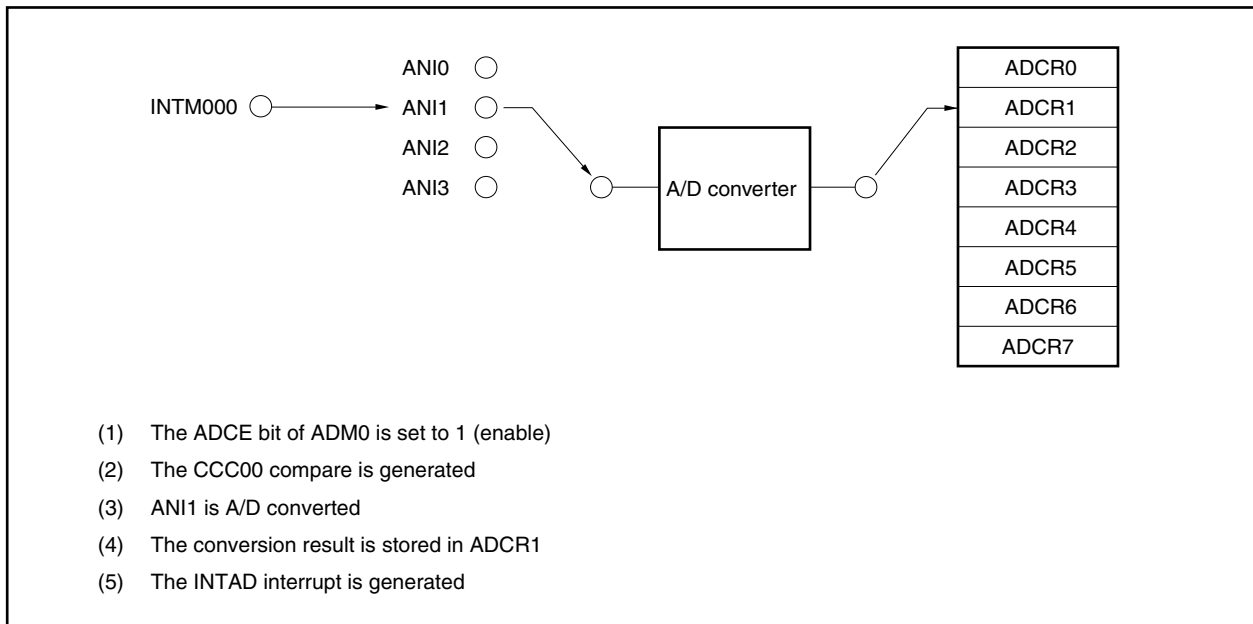 ANI0
INTM000
ANI1
ANI2
ANI3
A/D converter
ADCR0
ADCR1
ADCR2
ADCR3
ADCR4
ADCR5
ADCR6
ADCR7
(1) The ADCE bit of ADM0 is set to 1 (enable)
(2) The CCC00 compare is generated
(3) ANI1 is A/D converted
(4) The conversion result is stored in ADCR1
(5) The INTAD interrupt is generated